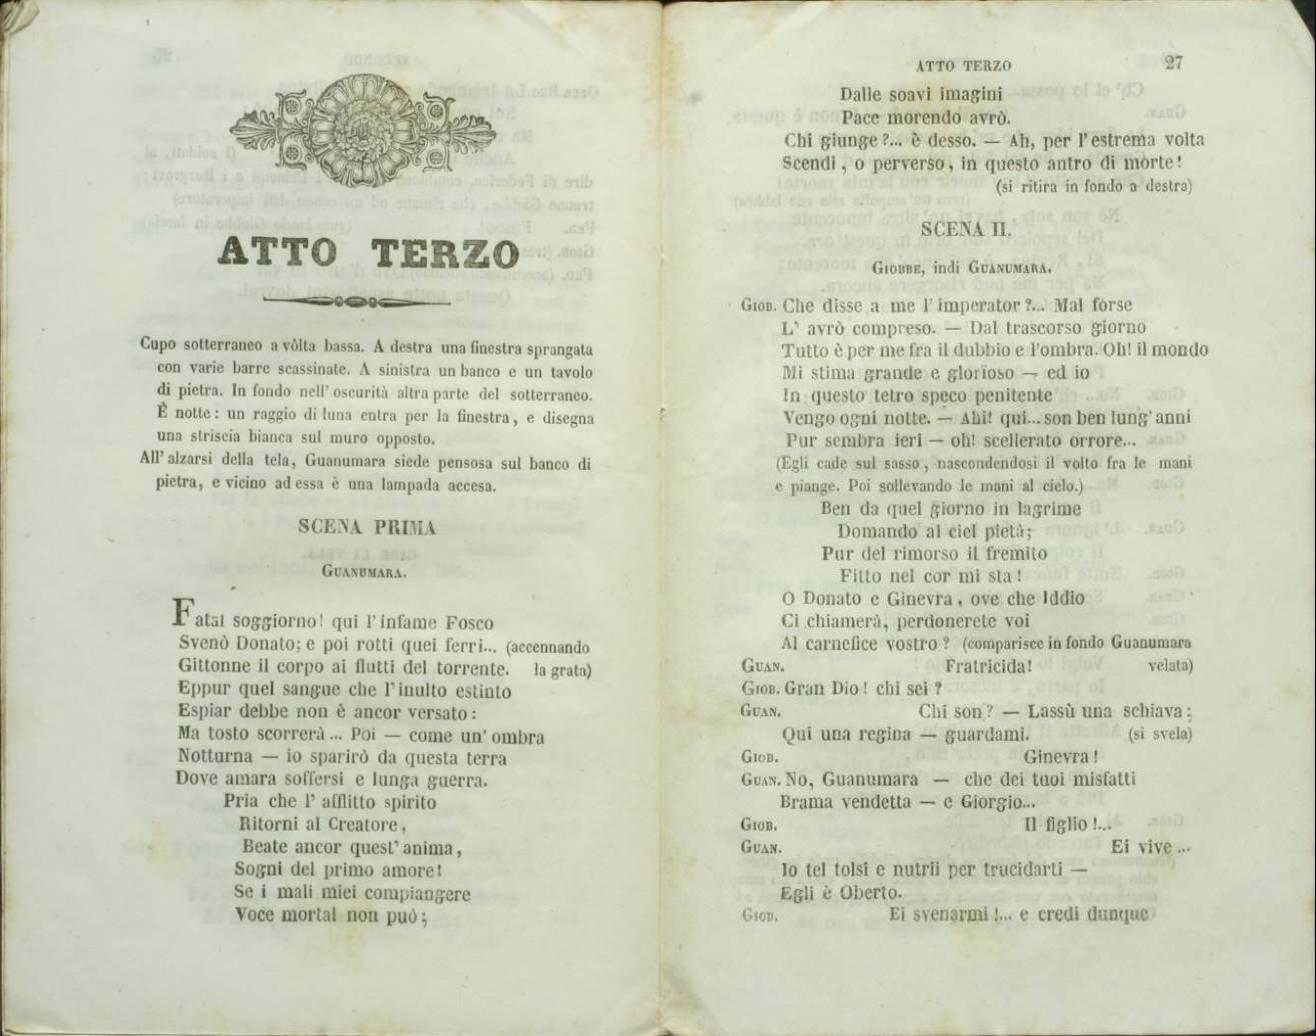 ATTO TERZO
Cupo sotterraneo a vôlta bassa. A destra una finestra sprangata
con varie barre scassinate. A sinistra un banco e un tavolo
di pietra. In fondo nell' oscurità altra parte del sotterraneo.
È notte: un raggio di luna entra per la finestra, e disegna
una striscia bianca sul muro opposto.
All' alzarsi della tela, Guanumara siede pensosa sul banco di
pietra, e vicino ad essa è una lampada accesa.
SCENA PRIMA
GUANUMARA.
Fatal soggiorno! qui l'infame Fosco
Svenò Donato; e poi rotti quei ferri... (accennando
Gittonne il corpo ai flutti del torrente. la grata)
Eppur quel sangue che l'inulto estinto
Espiar debbe non è ancor versato:
Ma tosto scorrerà... Poi — come un' ombra
Notturna — io sparirò da questa terra
Dove amara soffersi e lunga guerra.
Pria che l' afflitto spirito
Ritorni al Creatore,
Beate ancor quest' anima,
Sogni del primo amore!
Se i mali miei compiangere
Voce mortal non può;
ATTO TERZO 27
Dalle soavi imagini
Pace morendo avrò.
Chi giunge?... è desso. — Ah, per l'estrema volta
Scendi, o perverso, in questo antro di morte!
(si ritira in fondo a destra)
SCENA II.
GIOBBE, indi GUANUMARA.
GIOB. Che disse a me l' imperator?... Mal forse
L' avrò compreso. — Dal trascorso giorno
Tutto è per me fra il dubbio e l'ombra. Oh! il mondo
Mi stima grande e glorioso — ed io
In questo tetro speco penitente
Vengo ogni notte. — Ahi! qui... son ben lung' anni
Pur sembra ieri — oh! scellerato orrore...
(Egli cade sul sasso, nascondendosi il volto fra le mani
e piange. Poi sollevando le mani al cielo.)
Ben da quel giorno in lagrime
Domando al ciel pietà;
Pur del rimorso il fremito
Fitto nel cor mi sta!
O Donato e Ginevra, ove che Iddio
Ci chiamerà, perdonerete voi
Al carnefice vostro? (comparisce in fondo Guanumara
GUAN. Fratricida! velata)
GIOB. Gran Dio! chi sei?
GUAN. Chi son? — Lassù una schiava;
Qui una regina — guardami. (si svela)
GIOB. Ginevra!
GUAN. No, Guanumara — che dei tuoi misfatti
Brama vendetta — e Giorgio...
GIOB. Il figlio!...
GUAN. Ei vive...
Io tel tolsi e nutrii per trucidarti —
Egli è Oberto.
GIOB. Ei svenarmi!... e credi dunque